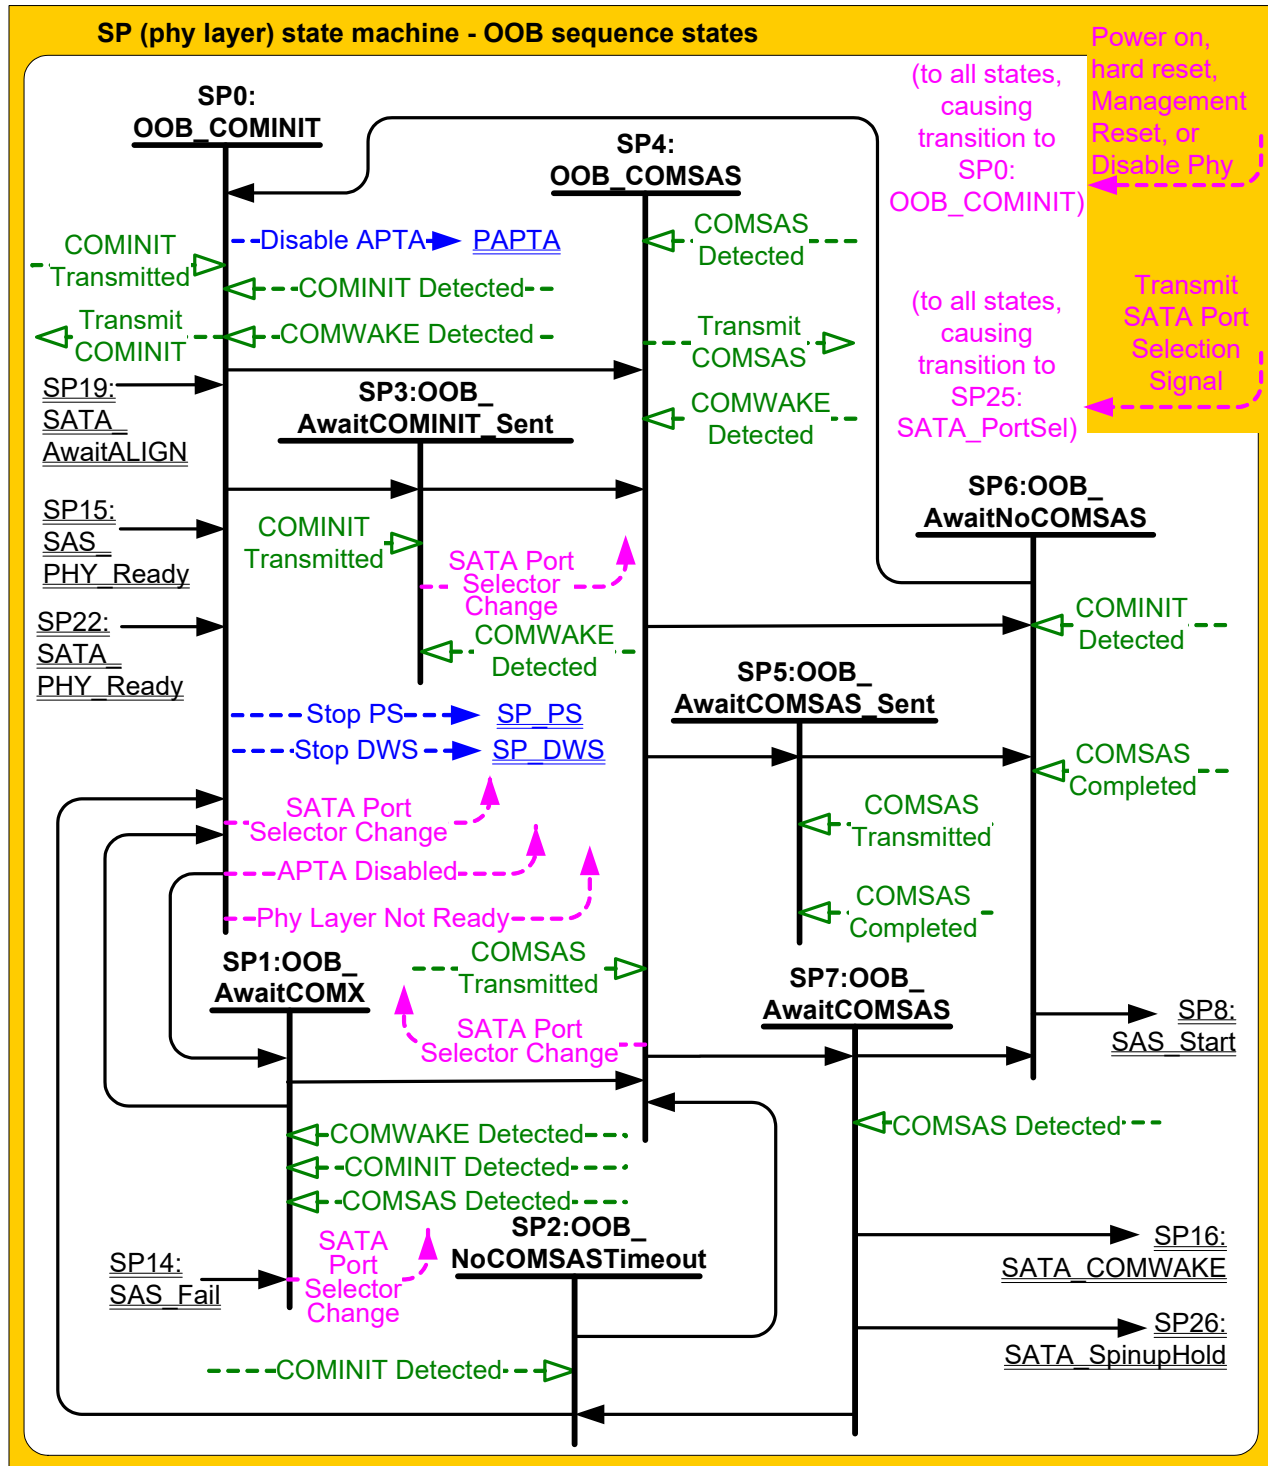 SP (phy layer) state machine - OOB sequence states
Power on,
hard reset,
Management
Reset, or
Disable Phy
(to all states,
causing
transition to
SP0:
OOB_COMINIT)
Transmit
SATA Port
Selection
Signal
(to all states,
causing
transition to
SP25:
SATA_PortSel)
SP0:
OOB_COMINIT
COMINIT
Transmitted
Transmit
COMINIT
Disable APTA
PAPTA
COMINIT Detected
COMWAKE Detected
SP19:
SATA_
AwaitALIGN
SP15:
SAS_
PHY_Ready
SP22:
SATA_
PHY_Ready
Stop PS
SP_PS
Stop DWS
SP_DWS
SATA Port
Selector Change
APTA Disabled
Phy Layer Not Ready
SP3:OOB_
AwaitCOMINIT_Sent
COMINIT
Transmitted
SATA Port
Selector
Change
COMWAKE
Detected
SP4:
OOB_COMSAS
COMSAS
Detected
Transmit
COMSAS
COMWAKE
Detected
COMSAS
Transmitted
SATA Port
Selector Change
SP6:OOB_
AwaitNoCOMSAS
COMINIT
Detected
COMSAS
Completed
SP8:
SAS_Start
SP5:OOB_
AwaitCOMSAS_Sent
COMSAS
Transmitted
COMSAS
Completed
SP1:OOB_
AwaitCOMX
COMWAKE Detected
COMINIT Detected
COMSAS Detected
SP14:
SAS_Fail
SATA
Port
Selector
Change
SP7:OOB_
AwaitCOMSAS
COMSAS Detected
SP16:
SATA_COMWAKE
SP26:
SATA_SpinupHold
SP2:OOB_
NoCOMSASTimeout
COMINIT Detected